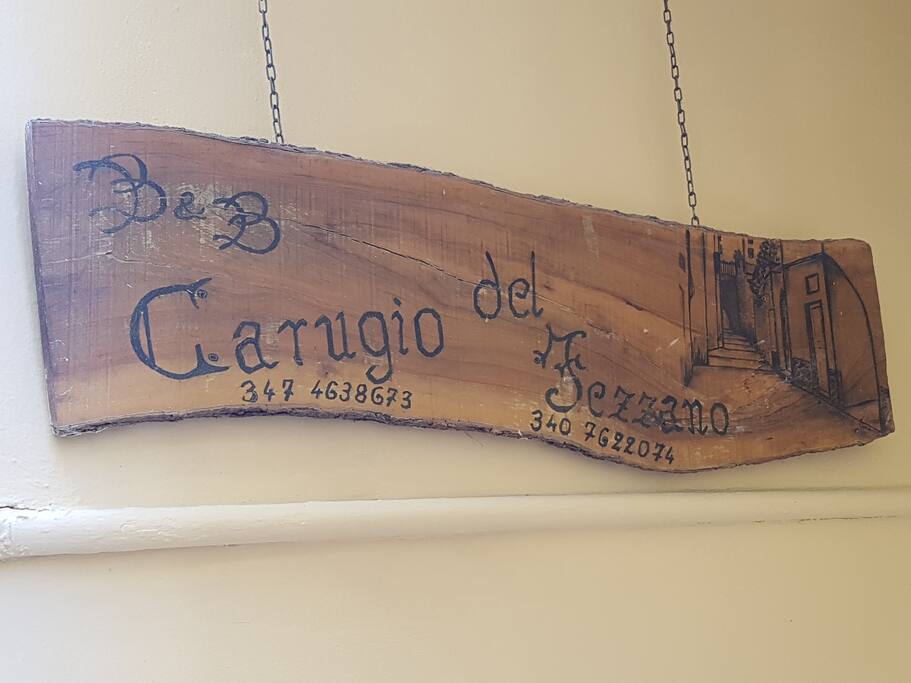 B & B
Carugio del Fezzano
347 4638673
340 7622074